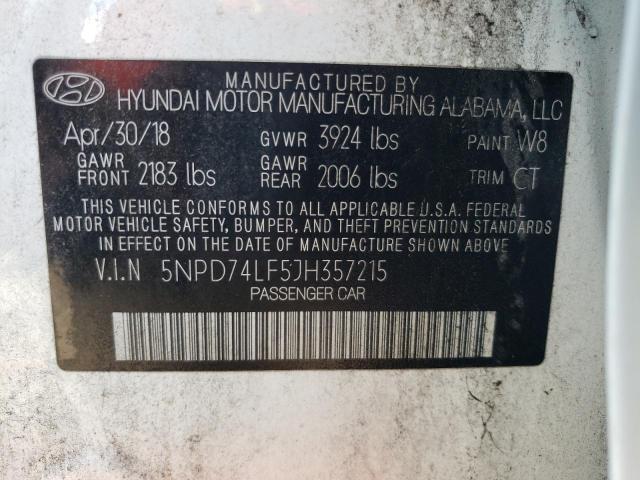 MANUFACTURED BY
HYUNDAI MOTOR MANUFACTURING ALABAMA, LLC
Apr/30/18 GVWR 3924 lbs PAINT W8
GAWR FRONT 2183 lbs GAWR REAR 2006 lbs TRIM CT
THIS VEHICLE CONFORMS TO ALL APPLICABLE U.S.A. FEDERAL
MOTOR VEHICLE SAFETY, BUMPER, AND THEFT PREVENTION STANDARDS
IN EFFECT ON THE DATE OF MANUFACTURE SHOWN ABOVE.
V.I.N 5NPD74LF5JH357215
PASSENGER CAR